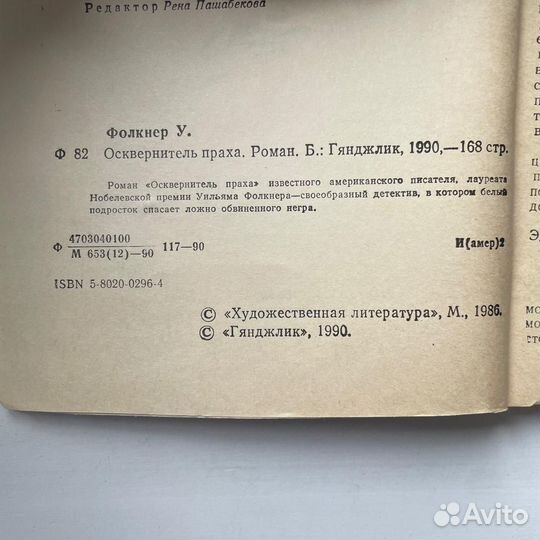 Редактор Рена Пашабекова
Фолкнер У.
Ф 82 Осквернитель праха. Роман. Б.: Гянджлик, 1990,—168 стр.
Роман «Осквернитель праха» известного американского писателя, лауреата
Нобелевской премии Уильяма Фолкнера—своеобразный детектив, в котором белый
подросток спасает ложно обвиненного негра.
Ф 4703040100
М 653(12)—90 117—90 И(амер)2
ISBN 5-8020-0296-4
© «Художественная литература», М., 1986.
© «Гянджлик», 1990.
Avito